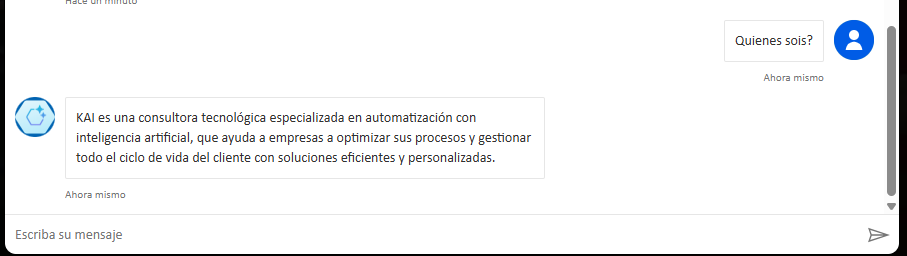 Hace un minuto
Quienes sois?
Ahora mismo
KAI es una consultora tecnológica especializada en automatización con
inteligencia artificial, que ayuda a empresas a optimizar sus procesos y gestionar
todo el ciclo de vida del cliente con soluciones eficientes y personalizadas.
Ahora mismo
Escriba su mensaje